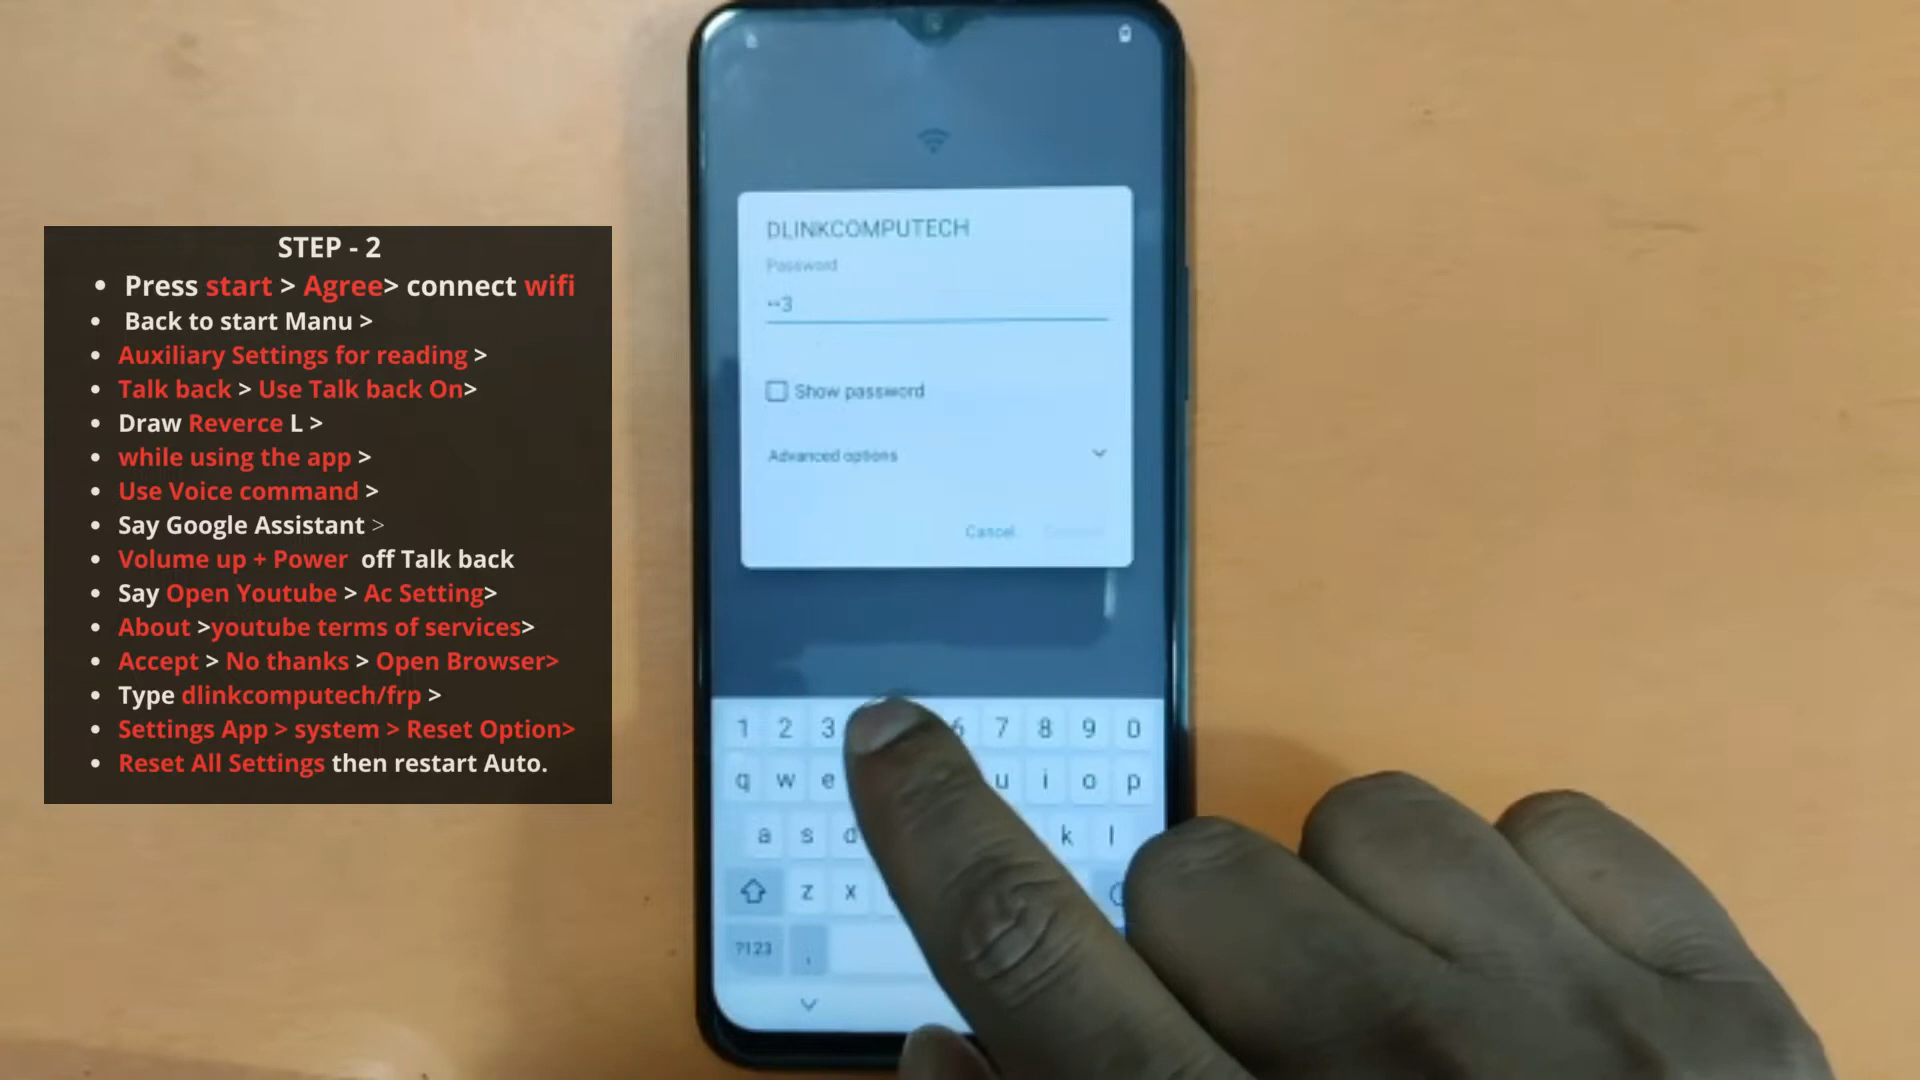 STEP - 2
• Press start > Agree> connect wifi
• Back to start Manu >
• Auxiliary Settings for reading >
• Talk back > Use Talk back On>
• Draw Reverce L >
• while using the app >
• Use Voice command >
• Say Google Assistant >
• Volume up + Power off Talk back
• Say Open Youtube > Ac Setting>
• About >youtube terms of services>
• Accept > No thanks > Open Browser>
• Type dlinkcomputech/frp >
• Settings App > system > Reset Option>
• Reset All Settings then restart Auto.
DLINKCOMPUTECH
Password
••3
Show password
Advanced options
Cancel
1 2 3 6 7 8 9 0
q w e u i o p
a s d k l
z x
?123 ,